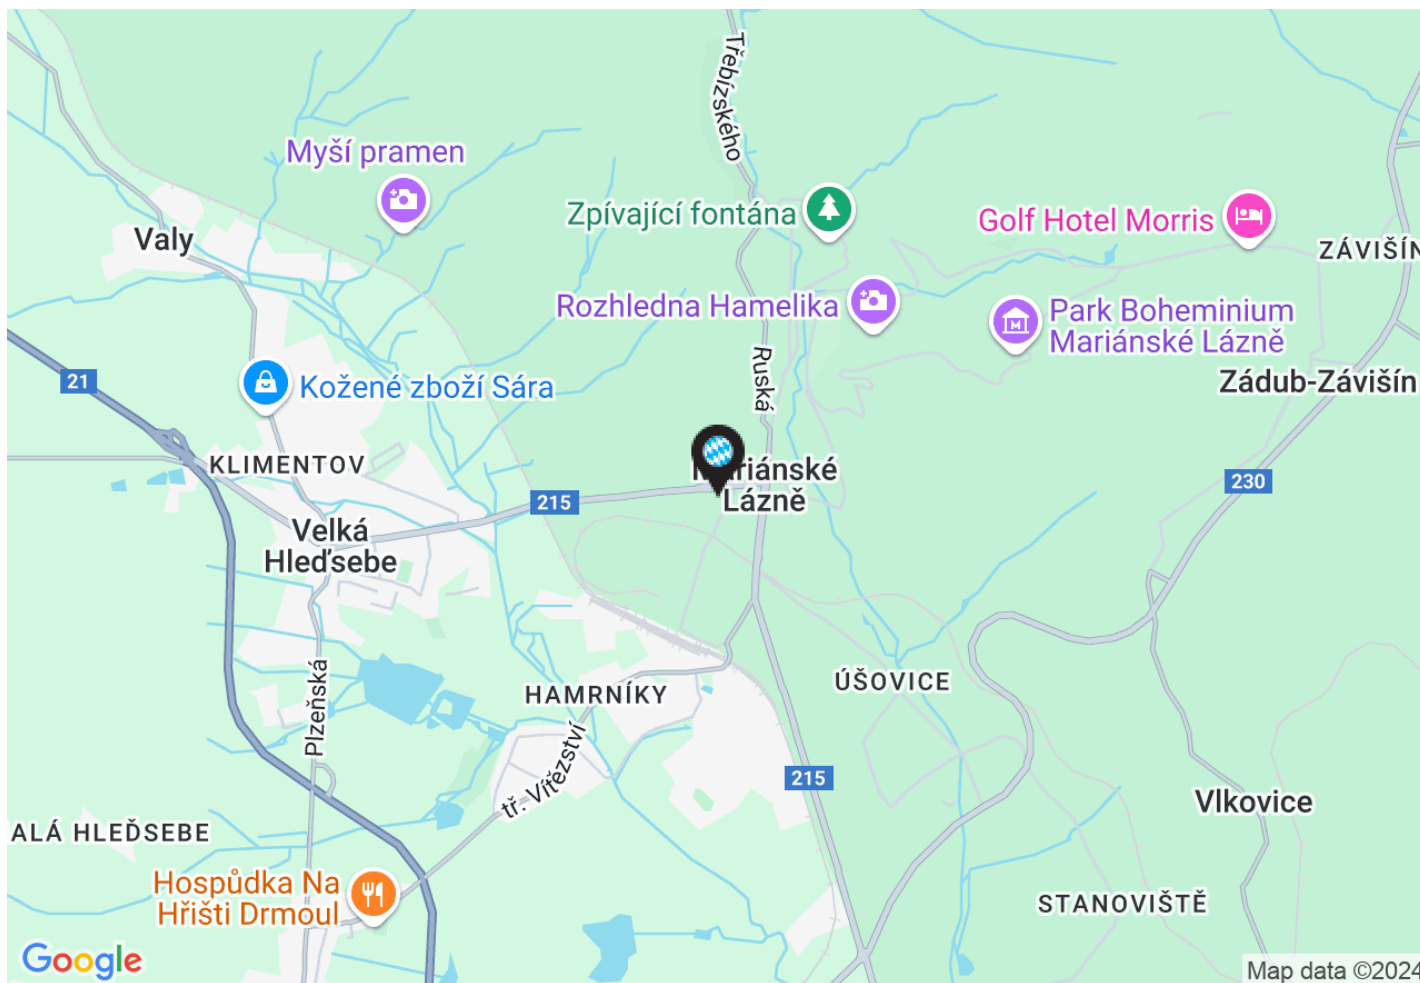 Třebízského
Myší pramen
Zpívající fontána
Golf Hotel Morris
Valy
ZÁVIŠÍN
Rozhledna Hamelika
Park Boheminium
Mariánské Lázně
Ruská
21
Kožené zboží Sára
Zádub-Závišín
KLIMENTOV
Mariánské
Lázně
215
230
Velká
Hleďsebe
Plzeňská
HAMRNÍKY
ÚŠOVICE
tř. Vítězství
215
Vlkovice
ALÁ HLEĎSEBE
Hospůdka Na
Hřišti Drmoul
STANOVIŠTĚ
Google
Map data ©2024